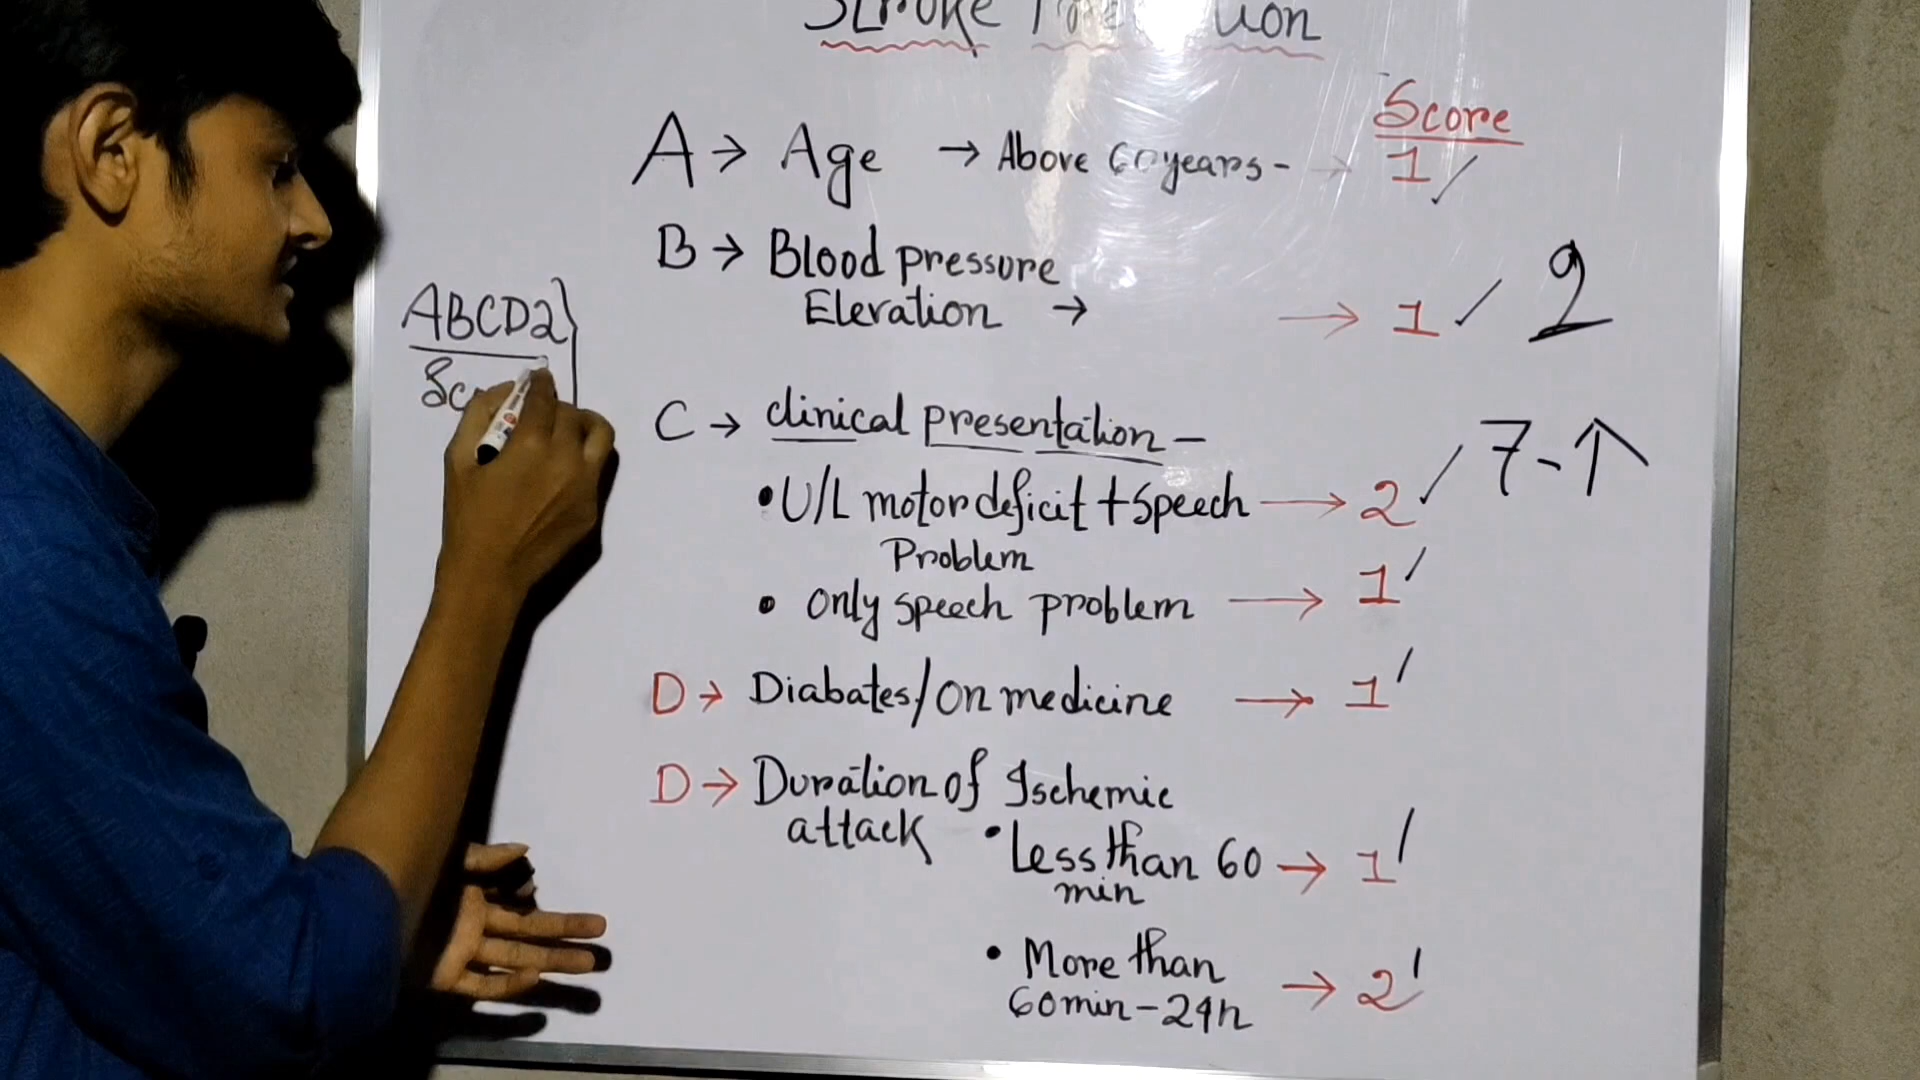 Stroke
Score
A → Age → Above 60years - → 1
B → Blood pressure
Elevation → → 1
2
ABCD2
C → clinical presentation -
7-↑
• U/L motor deficit + Speech → 2
Problem
• only speech problem → 1
D → Diabates/on medicine → 1
D → Duration of Ischemic
attack • Less than 60 → 1
min
• More than → 2
60min - 24h